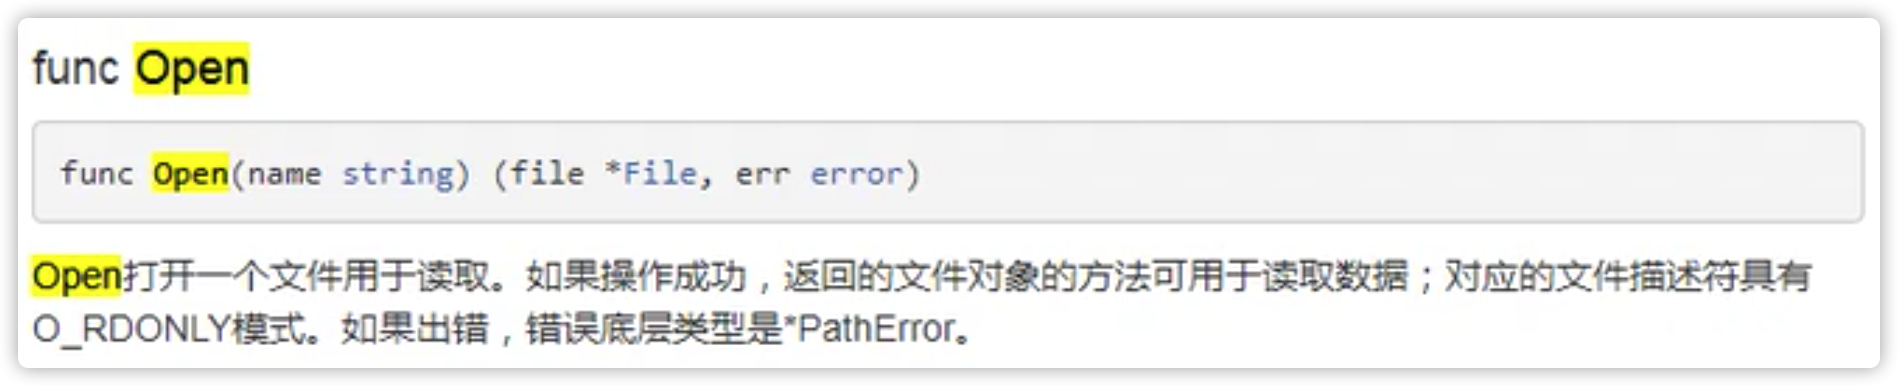 func Open
func Open(name string) (file *File, err error)
Open打开一个文件用于读取。如果操作成功，返回的文件对象的方法可用于读取数据；对应的文件描述符具有
O_RDONLY模式。如果出错，错误底层类型是*PathError。